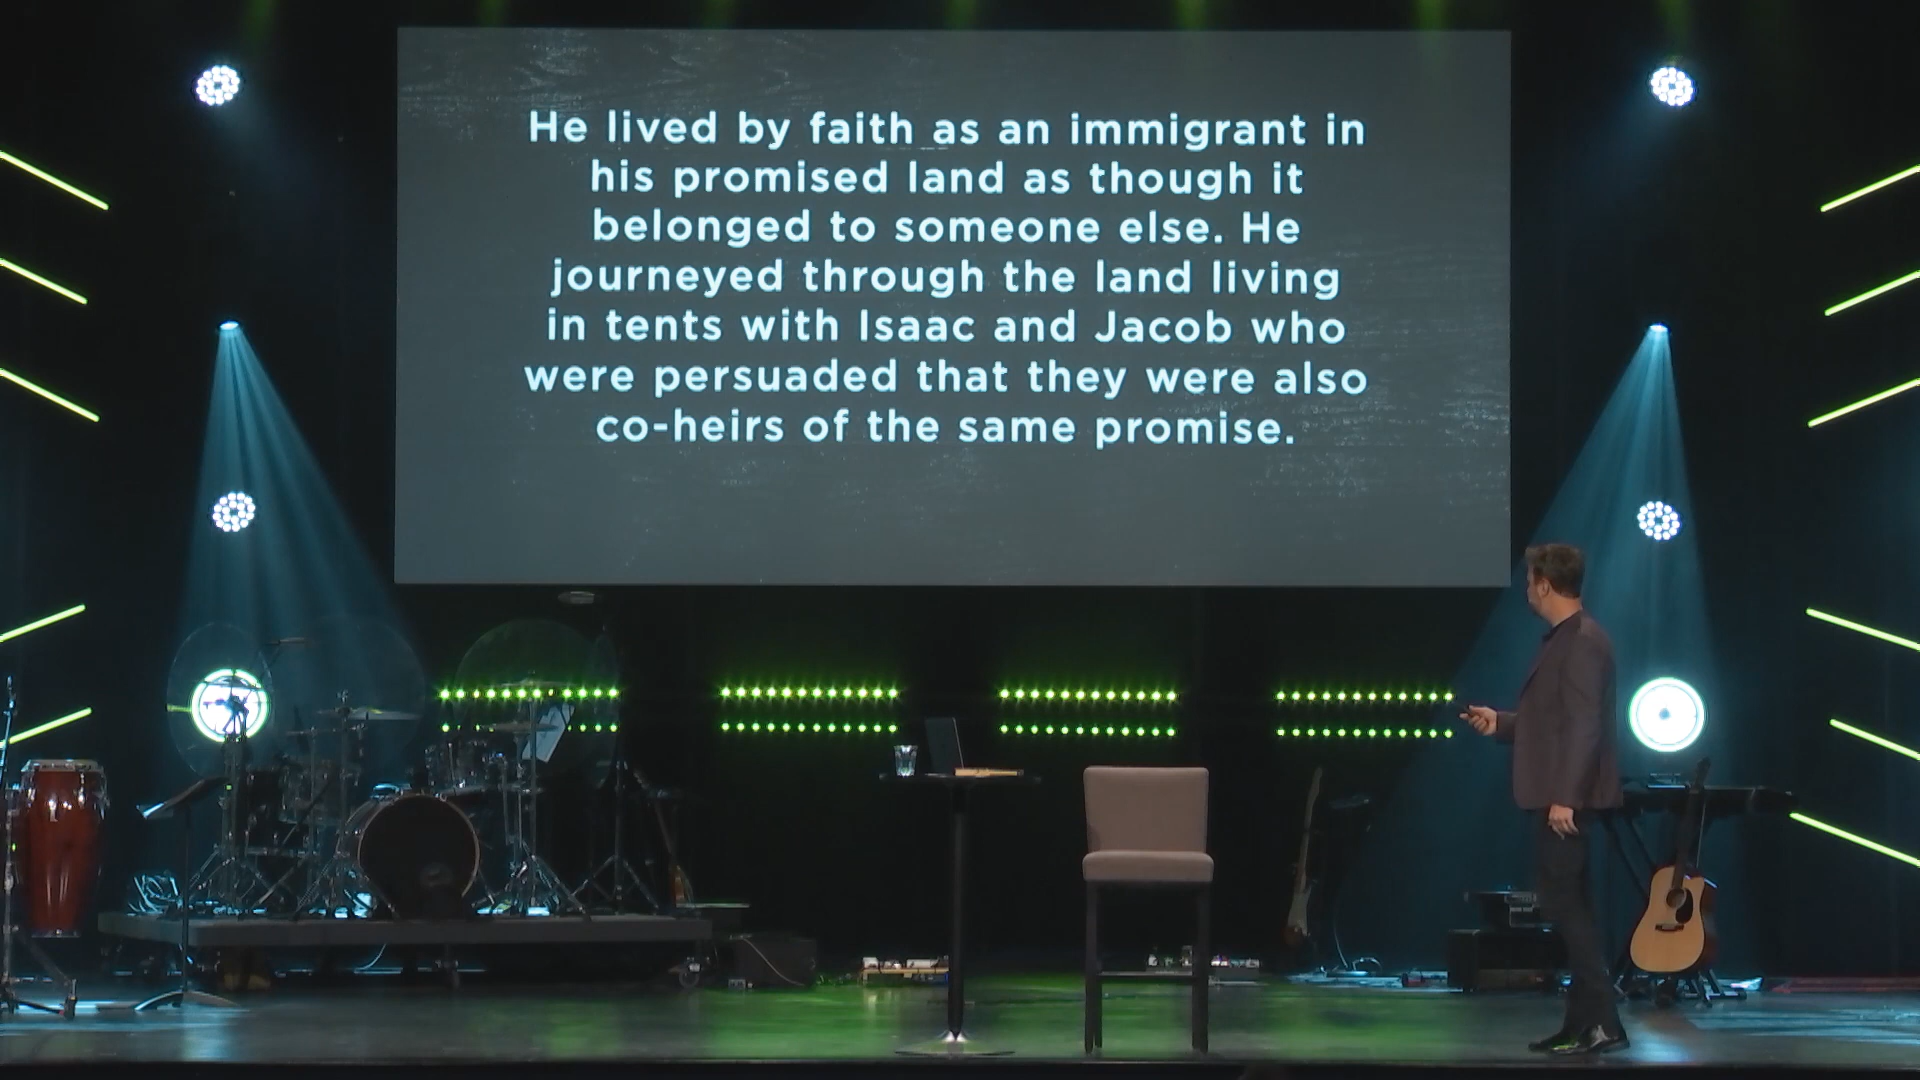 He lived by faith as an immigrant in
his promised land as though it
belonged to someone else. He
journeyed through the land living
in tents with Isaac and Jacob who
were persuaded that they were also
co-heirs of the same promise.